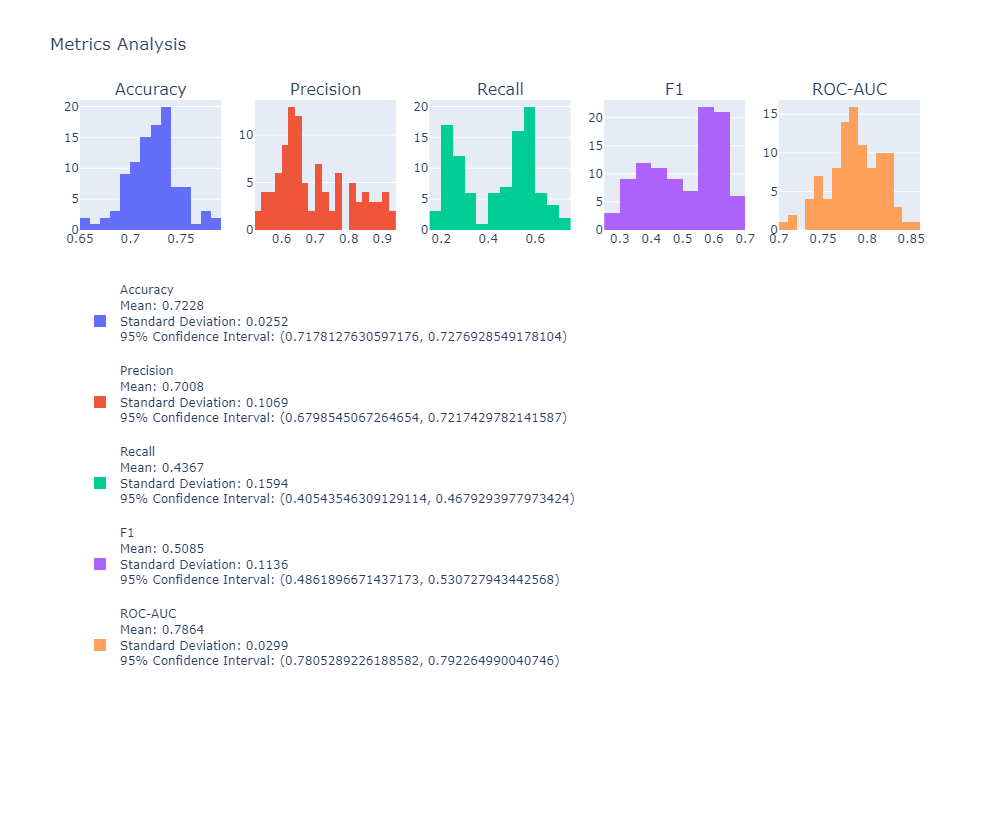 Metrics Analysis
Accuracy
Precision
Recall
F1
ROC-AUC
20
15
10
5
0
0.65
0.7
0.75
10
5
0
0.6
0.7
0.8
0.9
20
15
10
5
0
0.2
0.4
0.6
20
15
10
5
0
0.3
0.4
0.5
0.6
0.7
15
10
5
0
0.7
0.75
0.8
0.85
Accuracy
Mean: 0.7228
Standard Deviation: 0.0252
95% Confidence Interval: (0.7178127630597176, 0.7276928549178104)
Precision
Mean: 0.7008
Standard Deviation: 0.1069
95% Confidence Interval: (0.6798545067264654, 0.7217429782141587)
Recall
Mean: 0.4367
Standard Deviation: 0.1594
95% Confidence Interval: (0.40543546309129114, 0.4679293977973424)
F1
Mean: 0.5085
Standard Deviation: 0.1136
95% Confidence Interval: (0.4861896671437173, 0.530727943442568)
ROC-AUC
Mean: 0.7864
Standard Deviation: 0.0299
95% Confidence Interval: (0.7805289226188582, 0.792264990040746)